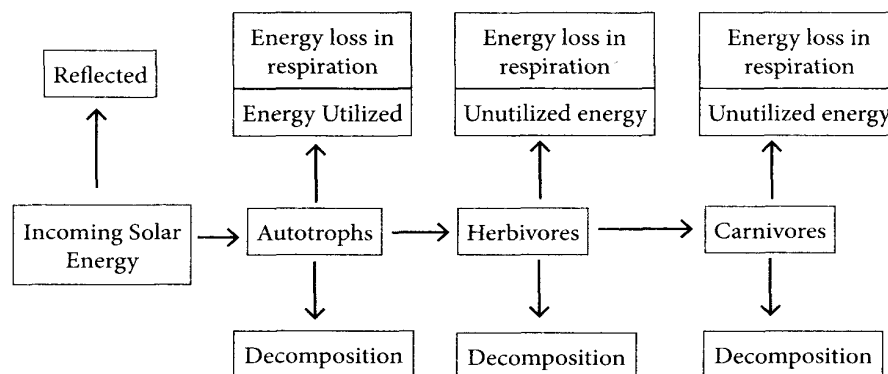 Energy loss in
respiration
Energy Utilized
Energy loss in
respiration
Unutilized energy
Energy loss in
respiration
Unutilized energy
Reflected
Incoming Solar
Energy
Autotrophs
Herbivores
Carnivores
Decomposition
Decomposition
Decomposition